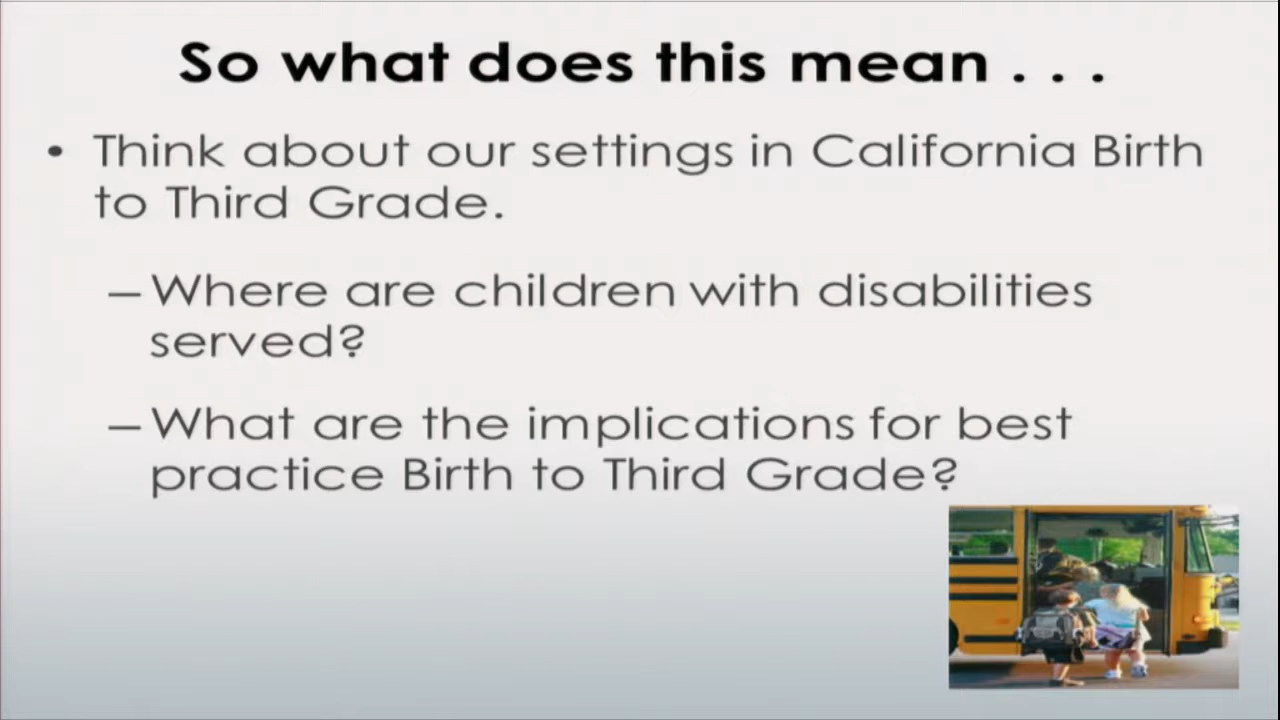 So what does this mean . . .
• Think about our settings in California Birth
to Third Grade.
– Where are children with disabilities
served?
– What are the implications for best
practice Birth to Third Grade?